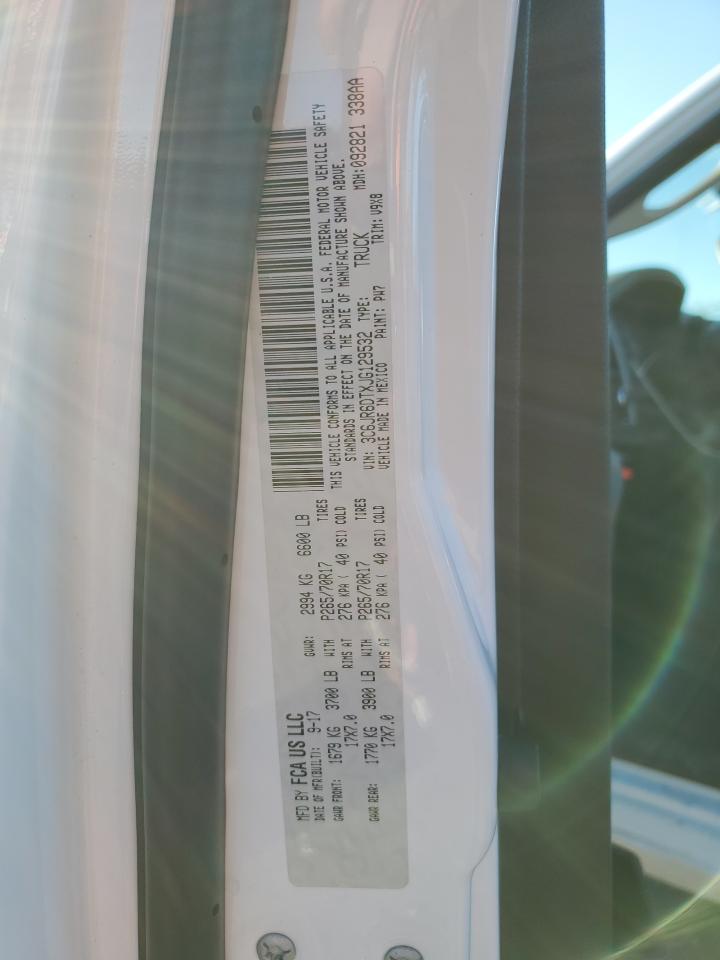 MFD BY FCA US LLC
DATE OF MFR(BUILT): 9-17 GVWR: 2994 KG 6600 LB
GAWR FRONT: 1679 KG 3700 LB WITH P265/70R17 TIRES
17X7.0 RIMS AT 276 KPA ( 40 PSI) COLD
GAWR REAR: 1770 KG 3900 LB WITH P265/70R17 TIRES
17X7.0 RIMS AT 276 KPA ( 40 PSI) COLD
THIS VEHICLE CONFORMS TO ALL APPLICABLE U.S.A. FEDERAL MOTOR VEHICLE SAFETY
STANDARDS IN EFFECT ON THE DATE OF MANUFACTURE SHOWN ABOVE.
MDH:092821 338AA
VIN: 3C6JR6DTXJG129532 TYPE: TRUCK
VEHICLE MADE IN MEXICO PAINT: PW7 TRIM: V9X8